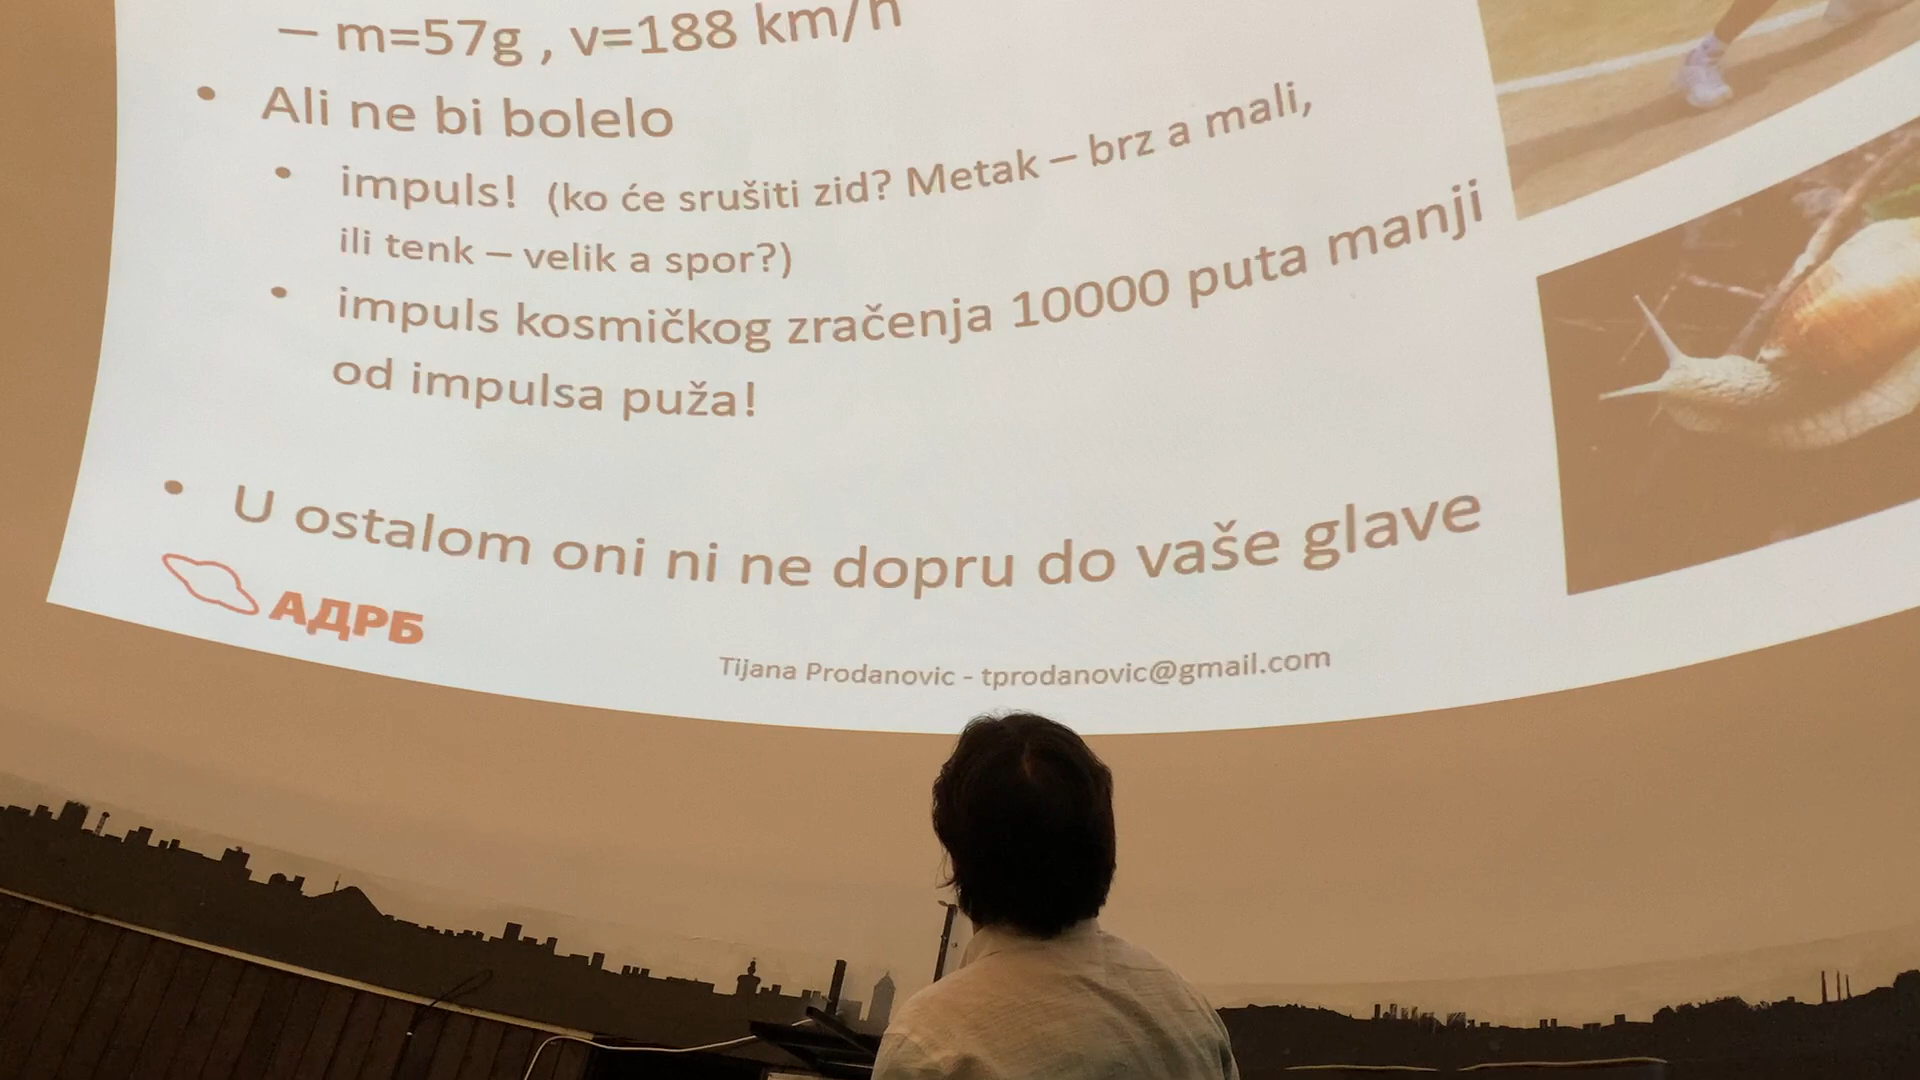 – m=57g , v=188 km/h
• Ali ne bi bolelo
• impuls! (ko će srušiti zid? Metak – brz a mali,
ili tenk – velik a spor?)
• impuls kosmičkog zračenja 10000 puta manji
od impulsa puža!
• U ostalom oni ni ne dopru do vaše glave
АДРБ
Tijana Prodanovic - tprodanovic@gmail.com